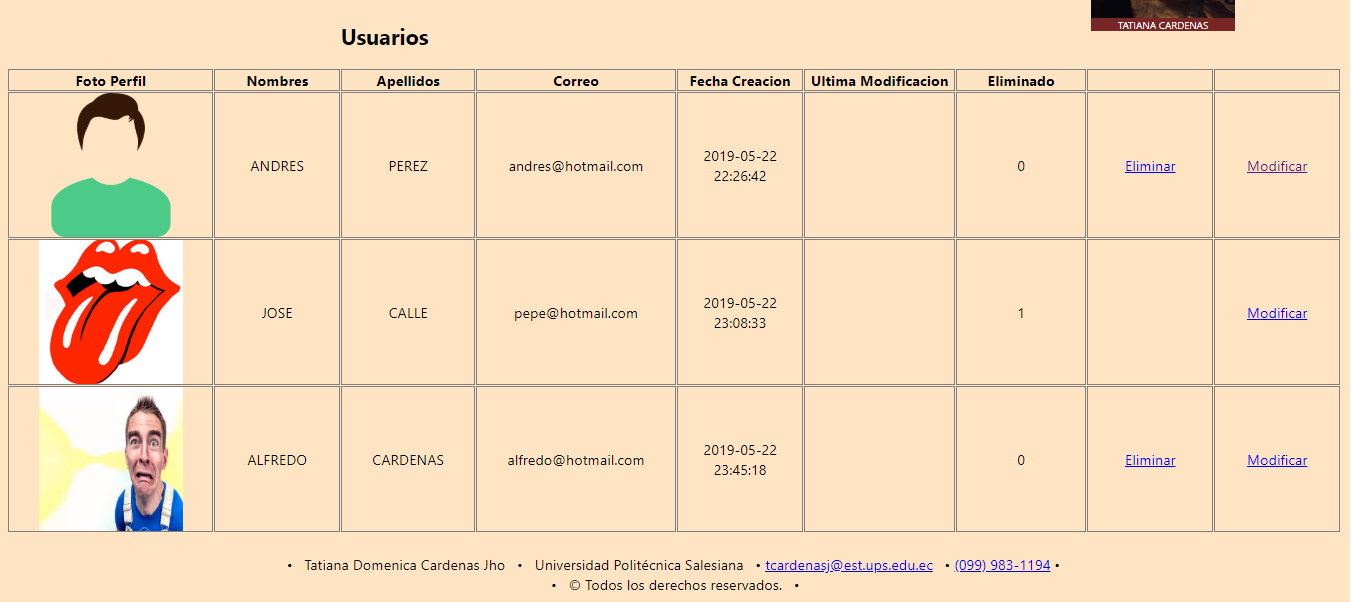 TATIANA CARDENAS
Usuarios
Foto Perfil Nombres Apellidos Correo Fecha Creacion Ultima Modificacion Eliminado
ANDRES PEREZ andres@hotmail.com 2019-05-22 22:26:42 0 Eliminar Modificar
JOSE CALLE pepe@hotmail.com 2019-05-22 23:08:33 1 Modificar
ALFREDO CARDENAS alfredo@hotmail.com 2019-05-22 23:45:18 0 Eliminar Modificar
• Tatiana Domenica Cardenas Jho • Universidad Politécnica Salesiana • tcardenasj@est.ups.edu.ec • (099) 983-1194 •
• © Todos los derechos reservados. •